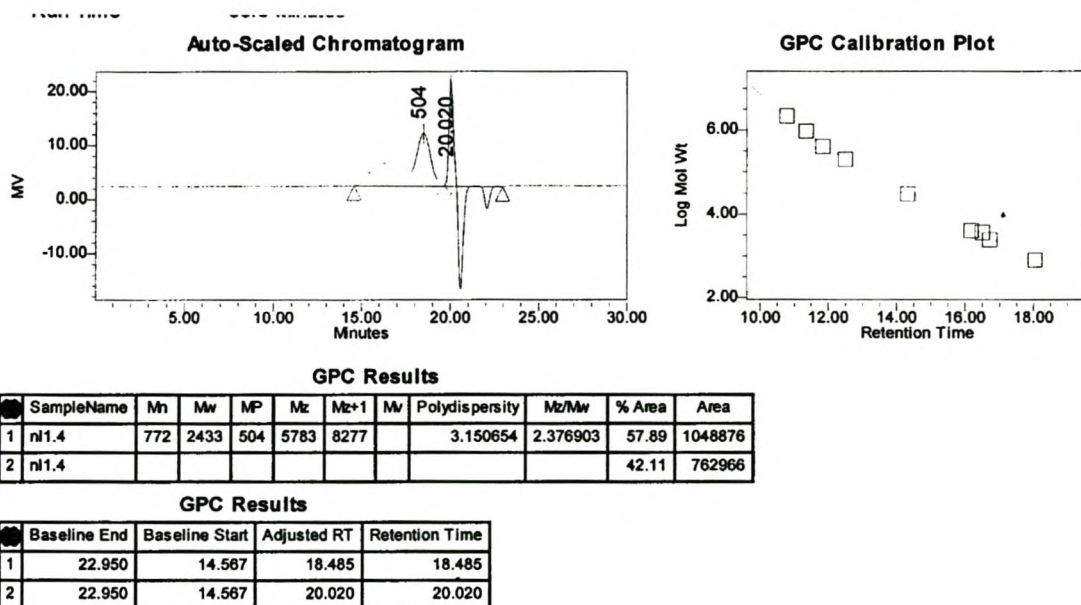 Auto-Scaled Chromatogram
20.00
10.00
0.00
-10.00
MV
504
20.020
5.00 10.00 15.00 20.00 25.00 30.00
Minutes
GPC Calibration Plot
6.00
4.00
2.00
Log Mol Wt
10.00 12.00 14.00 16.00 18.00
Retention Time
GPC Results
SampleName Mn Mw MP Mz Mz+1 Mv Polydispersity Mz/Mw % Area Area
1 nl1.4 772 2433 504 5783 8277 3.150654 2.376903 57.89 1048876
2 nl1.4 42.11 762966
GPC Results
Baseline End Baseline Start Adjusted RT Retention Time
1 22.950 14.567 18.485 18.485
2 22.950 14.567 20.020 20.020